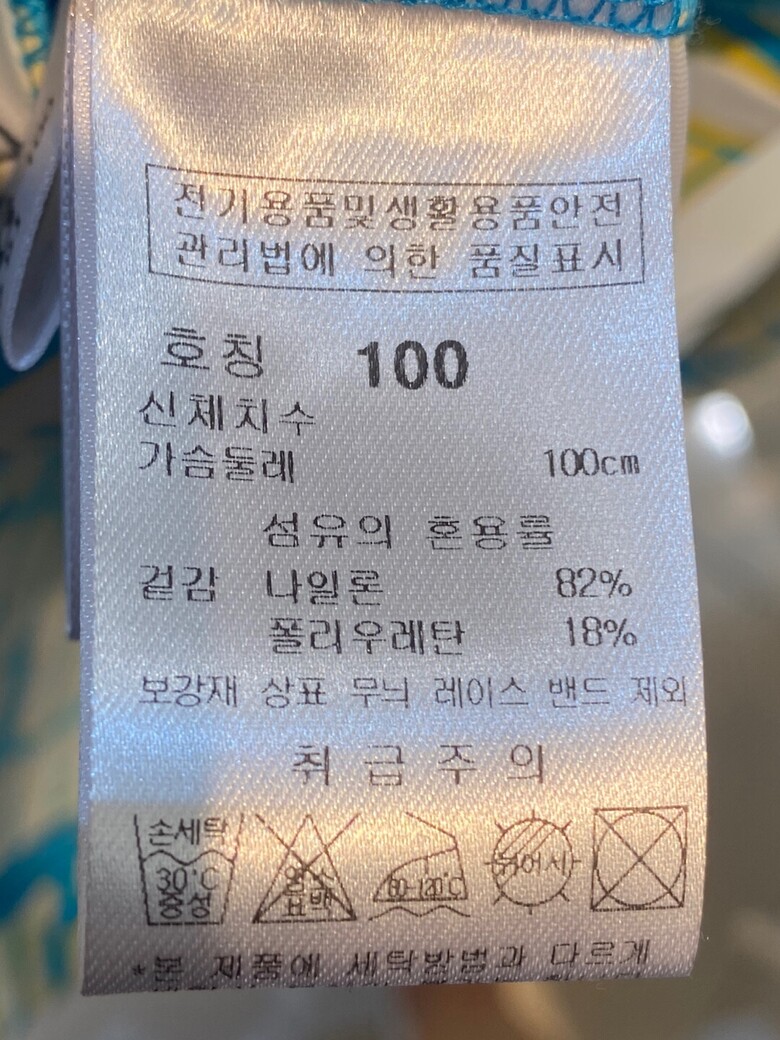 전기용품및생활용품안전
관리법에 의한 품질표시
호칭 100
신체치수
가슴둘레 100cm
섬유의 혼용률
겉감 나일론 82%
폴리우레탄 18%
보강재 상표 무늬 레이스 밴드 제외
취급주의
손세탁
30°C
중성
염소
표백
80-120°C
뉘어서
*본 제품에 세탁방법과 다르게